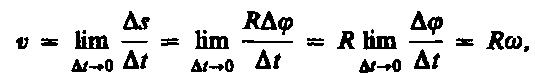 v = lim_{Δt→0} Δs/Δt = lim_{Δt→0} RΔφ/Δt = R lim_{Δt→0} Δφ/Δt = Rω,